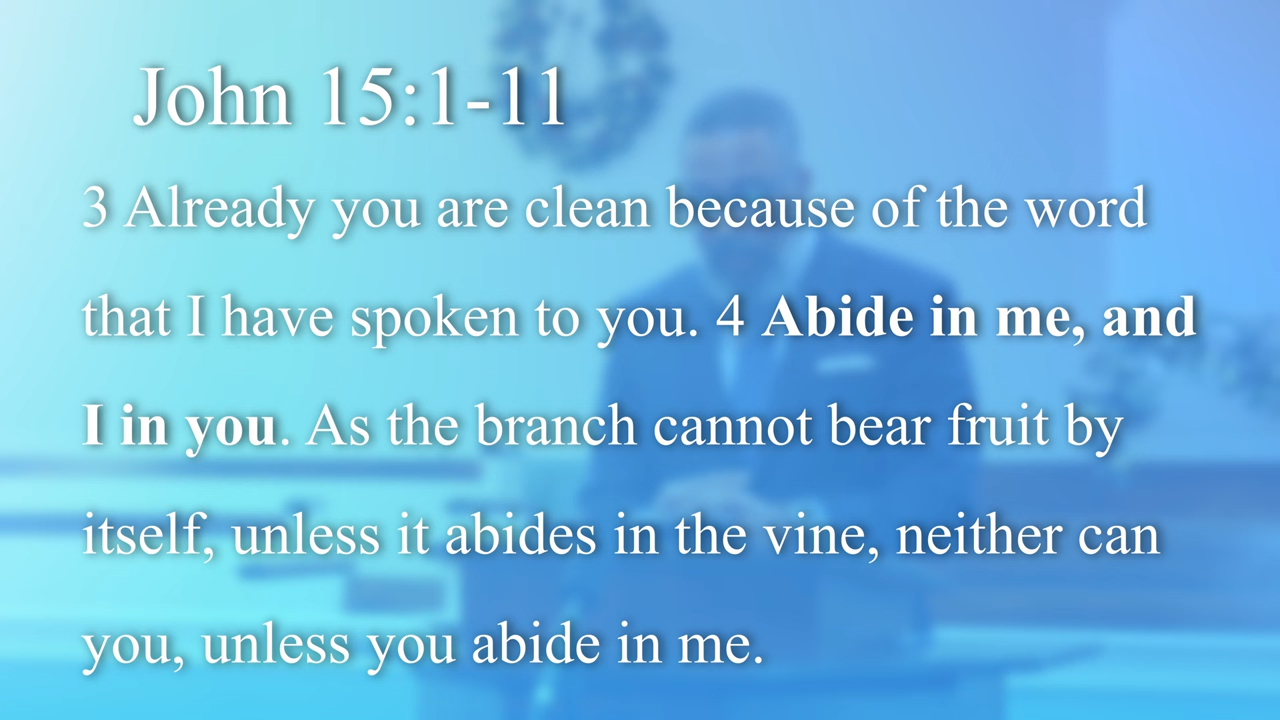 John 15:1-11
3 Already you are clean because of the word
that I have spoken to you. 4 Abide in me, and
I in you. As the branch cannot bear fruit by
itself, unless it abides in the vine, neither can
you, unless you abide in me.